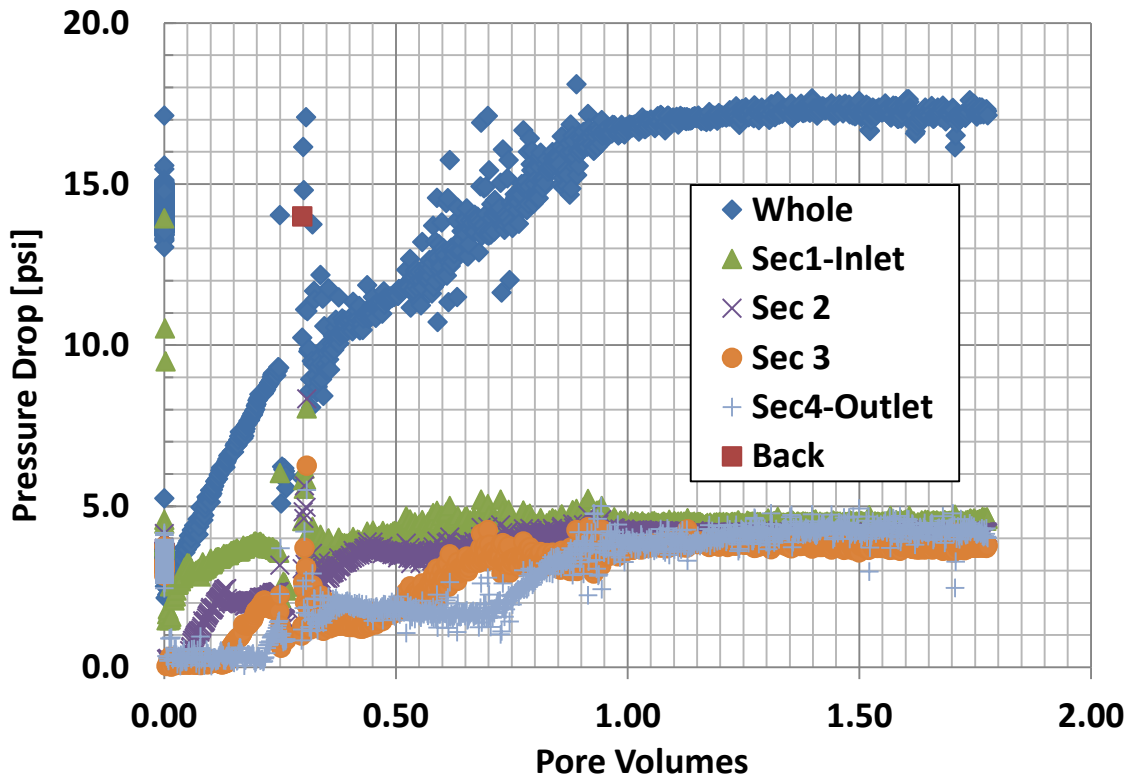 20.0
15.0
10.0
5.0
0.0
Pressure Drop [psi]
Whole
Sec1-Inlet
Sec 2
Sec 3
Sec4-Outlet
Back
0.00 0.50 1.00 1.50 2.00
Pore Volumes